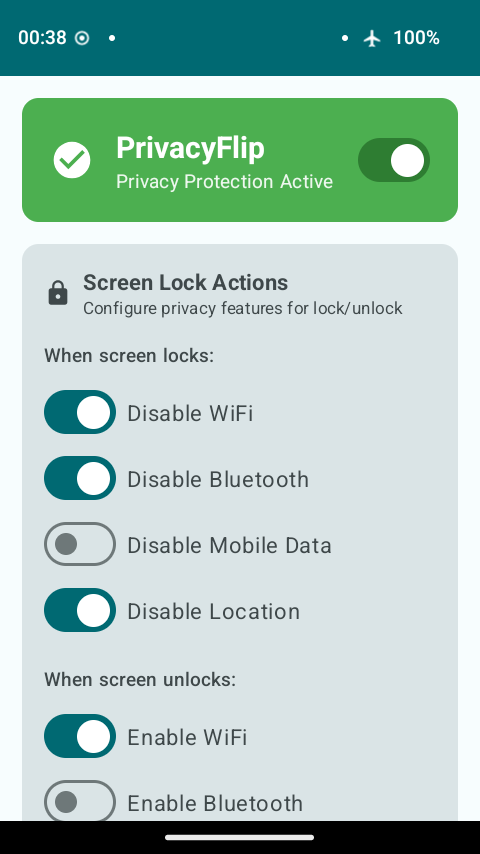 00:38
100%
PrivacyFlip
Privacy Protection Active
Screen Lock Actions
Configure privacy features for lock/unlock
When screen locks:
Disable WiFi
Disable Bluetooth
Disable Mobile Data
Disable Location
When screen unlocks:
Enable WiFi
Enable Bluetooth